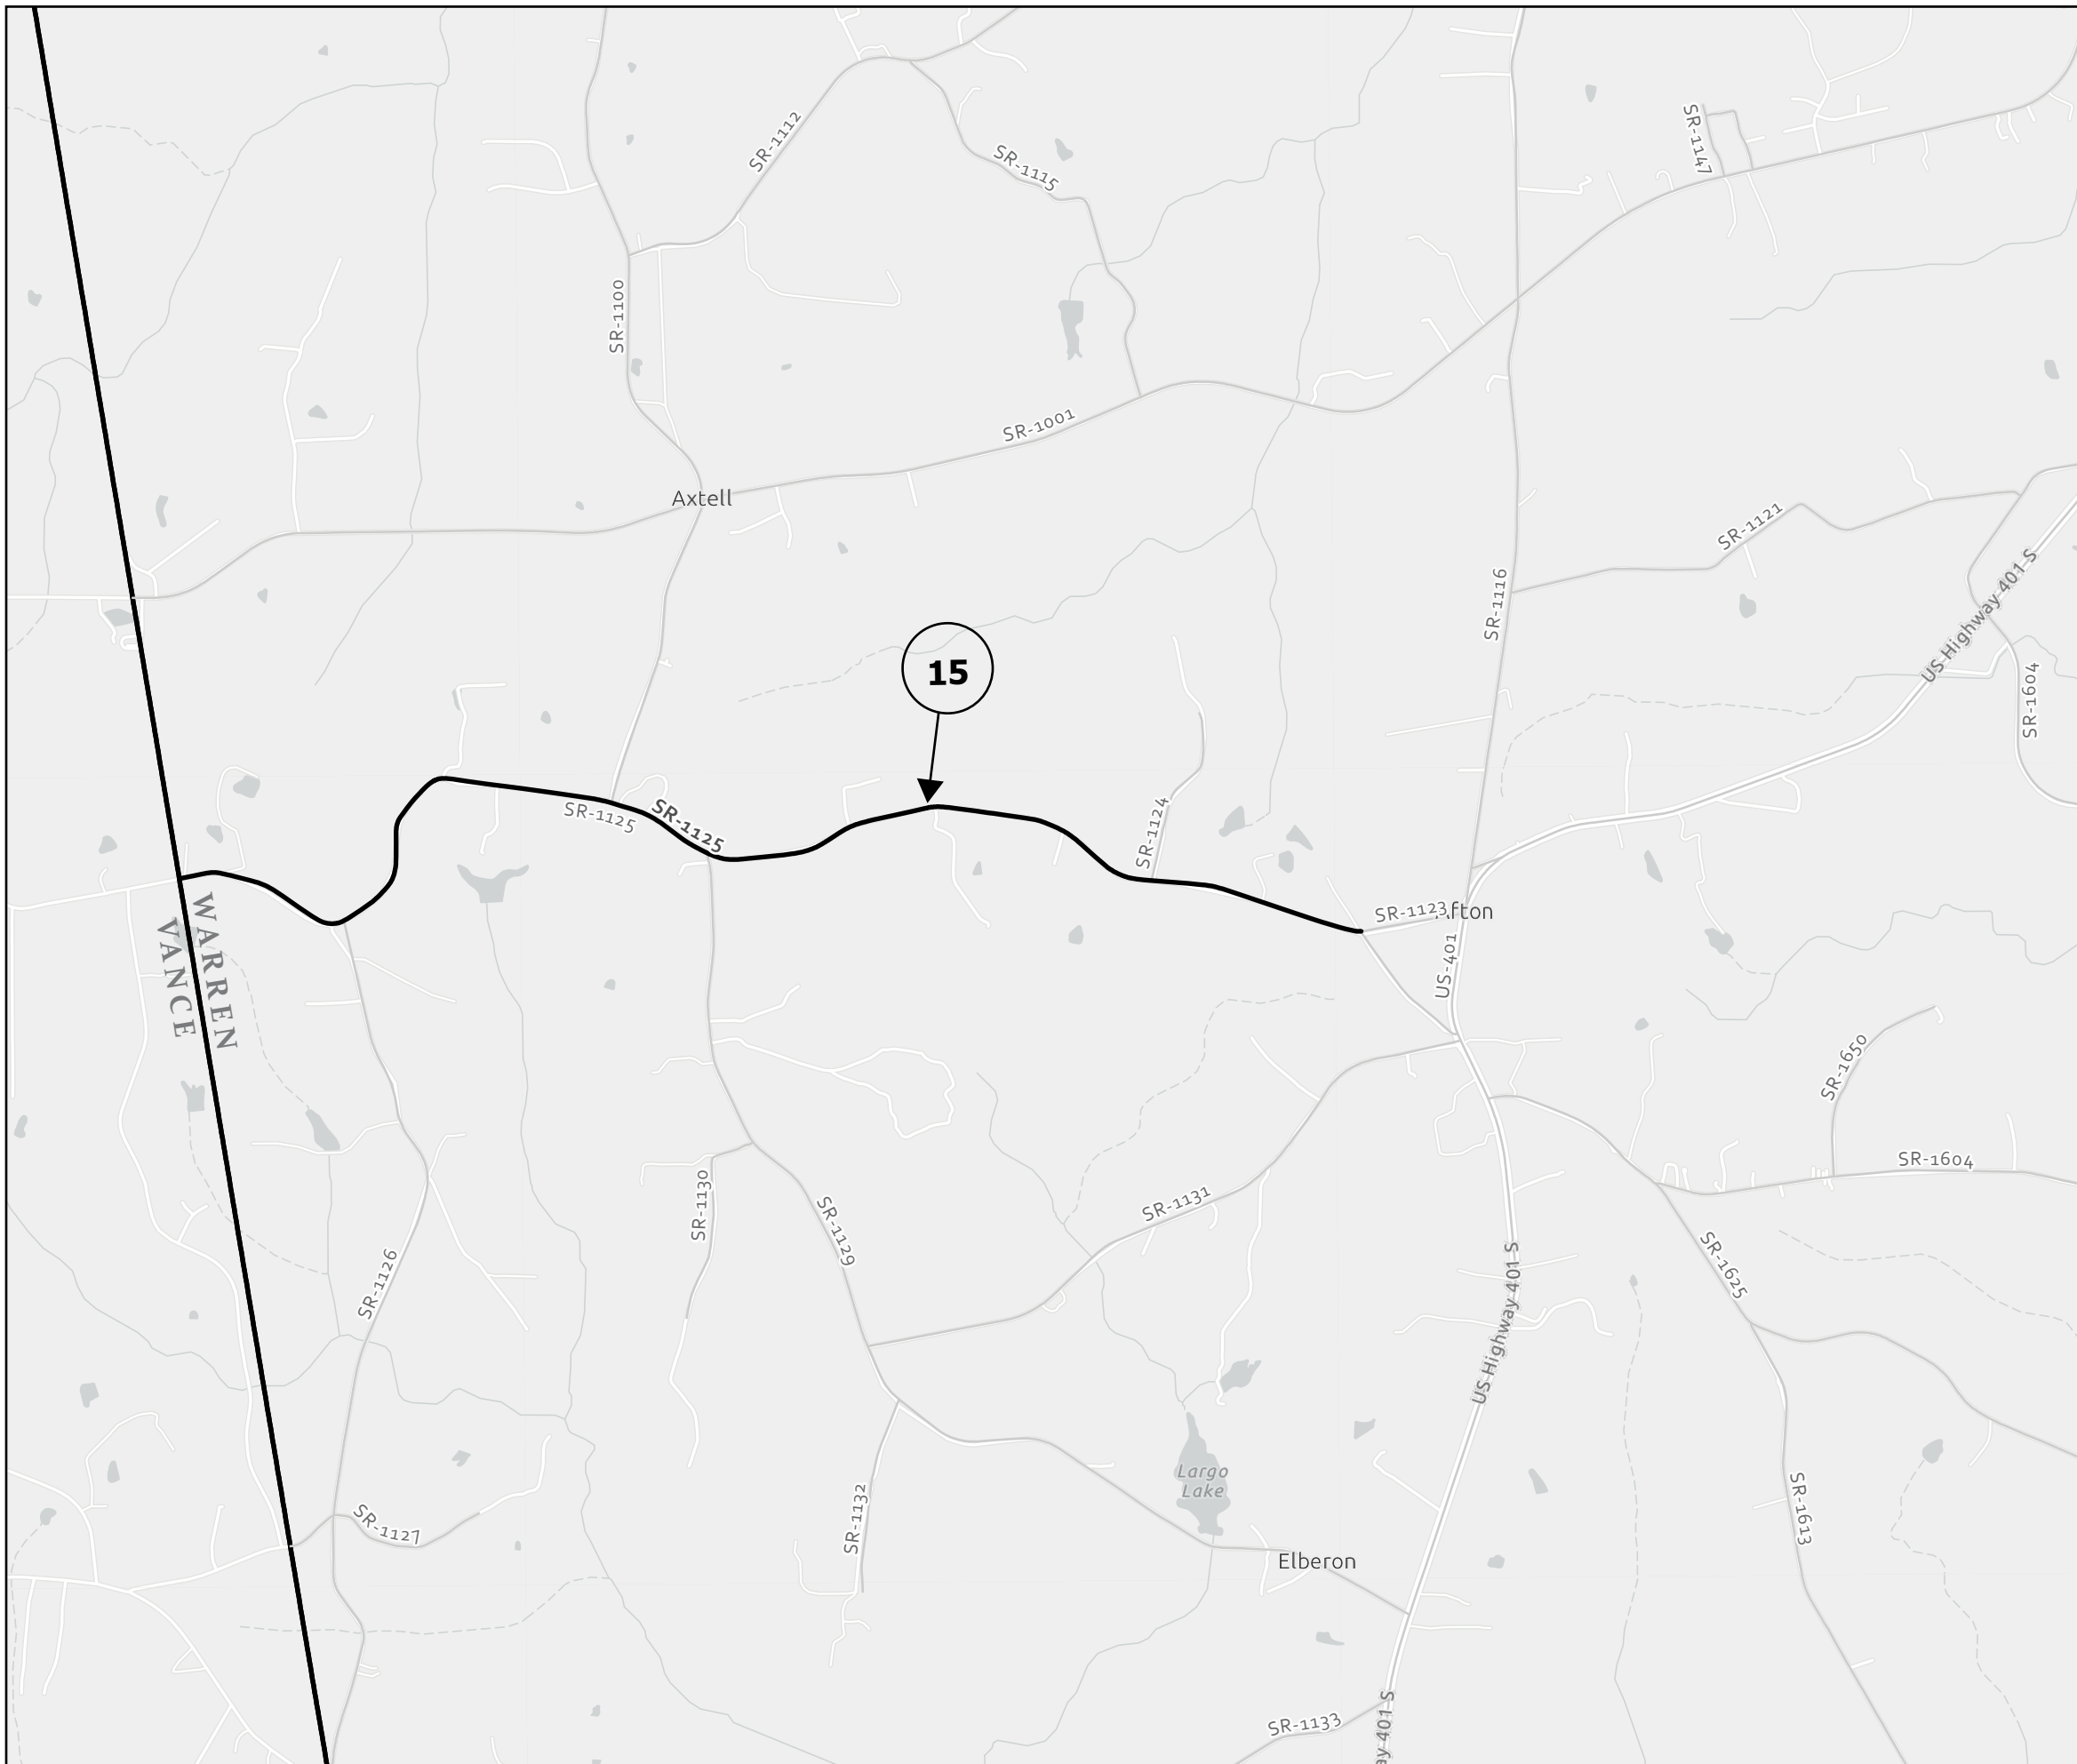 SR-1147
SR-1112
SR-1115
SR-1100
SR-1001
Axtell
SR-1121
US Highway 401 S
SR-1116
15
SR-1604
SR-1125
SR-1125
SR-1124
SR-1123
Afton
US-401
WARREN
VANCE
SR-1650
SR-1604
SR-1130
SR-1129
SR-1131
SR-1126
SR-1625
US Highway 401 S
Largo
Lake
SR-1127
SR-1132
SR-1613
Elberon
SR-1133
ay 401 S